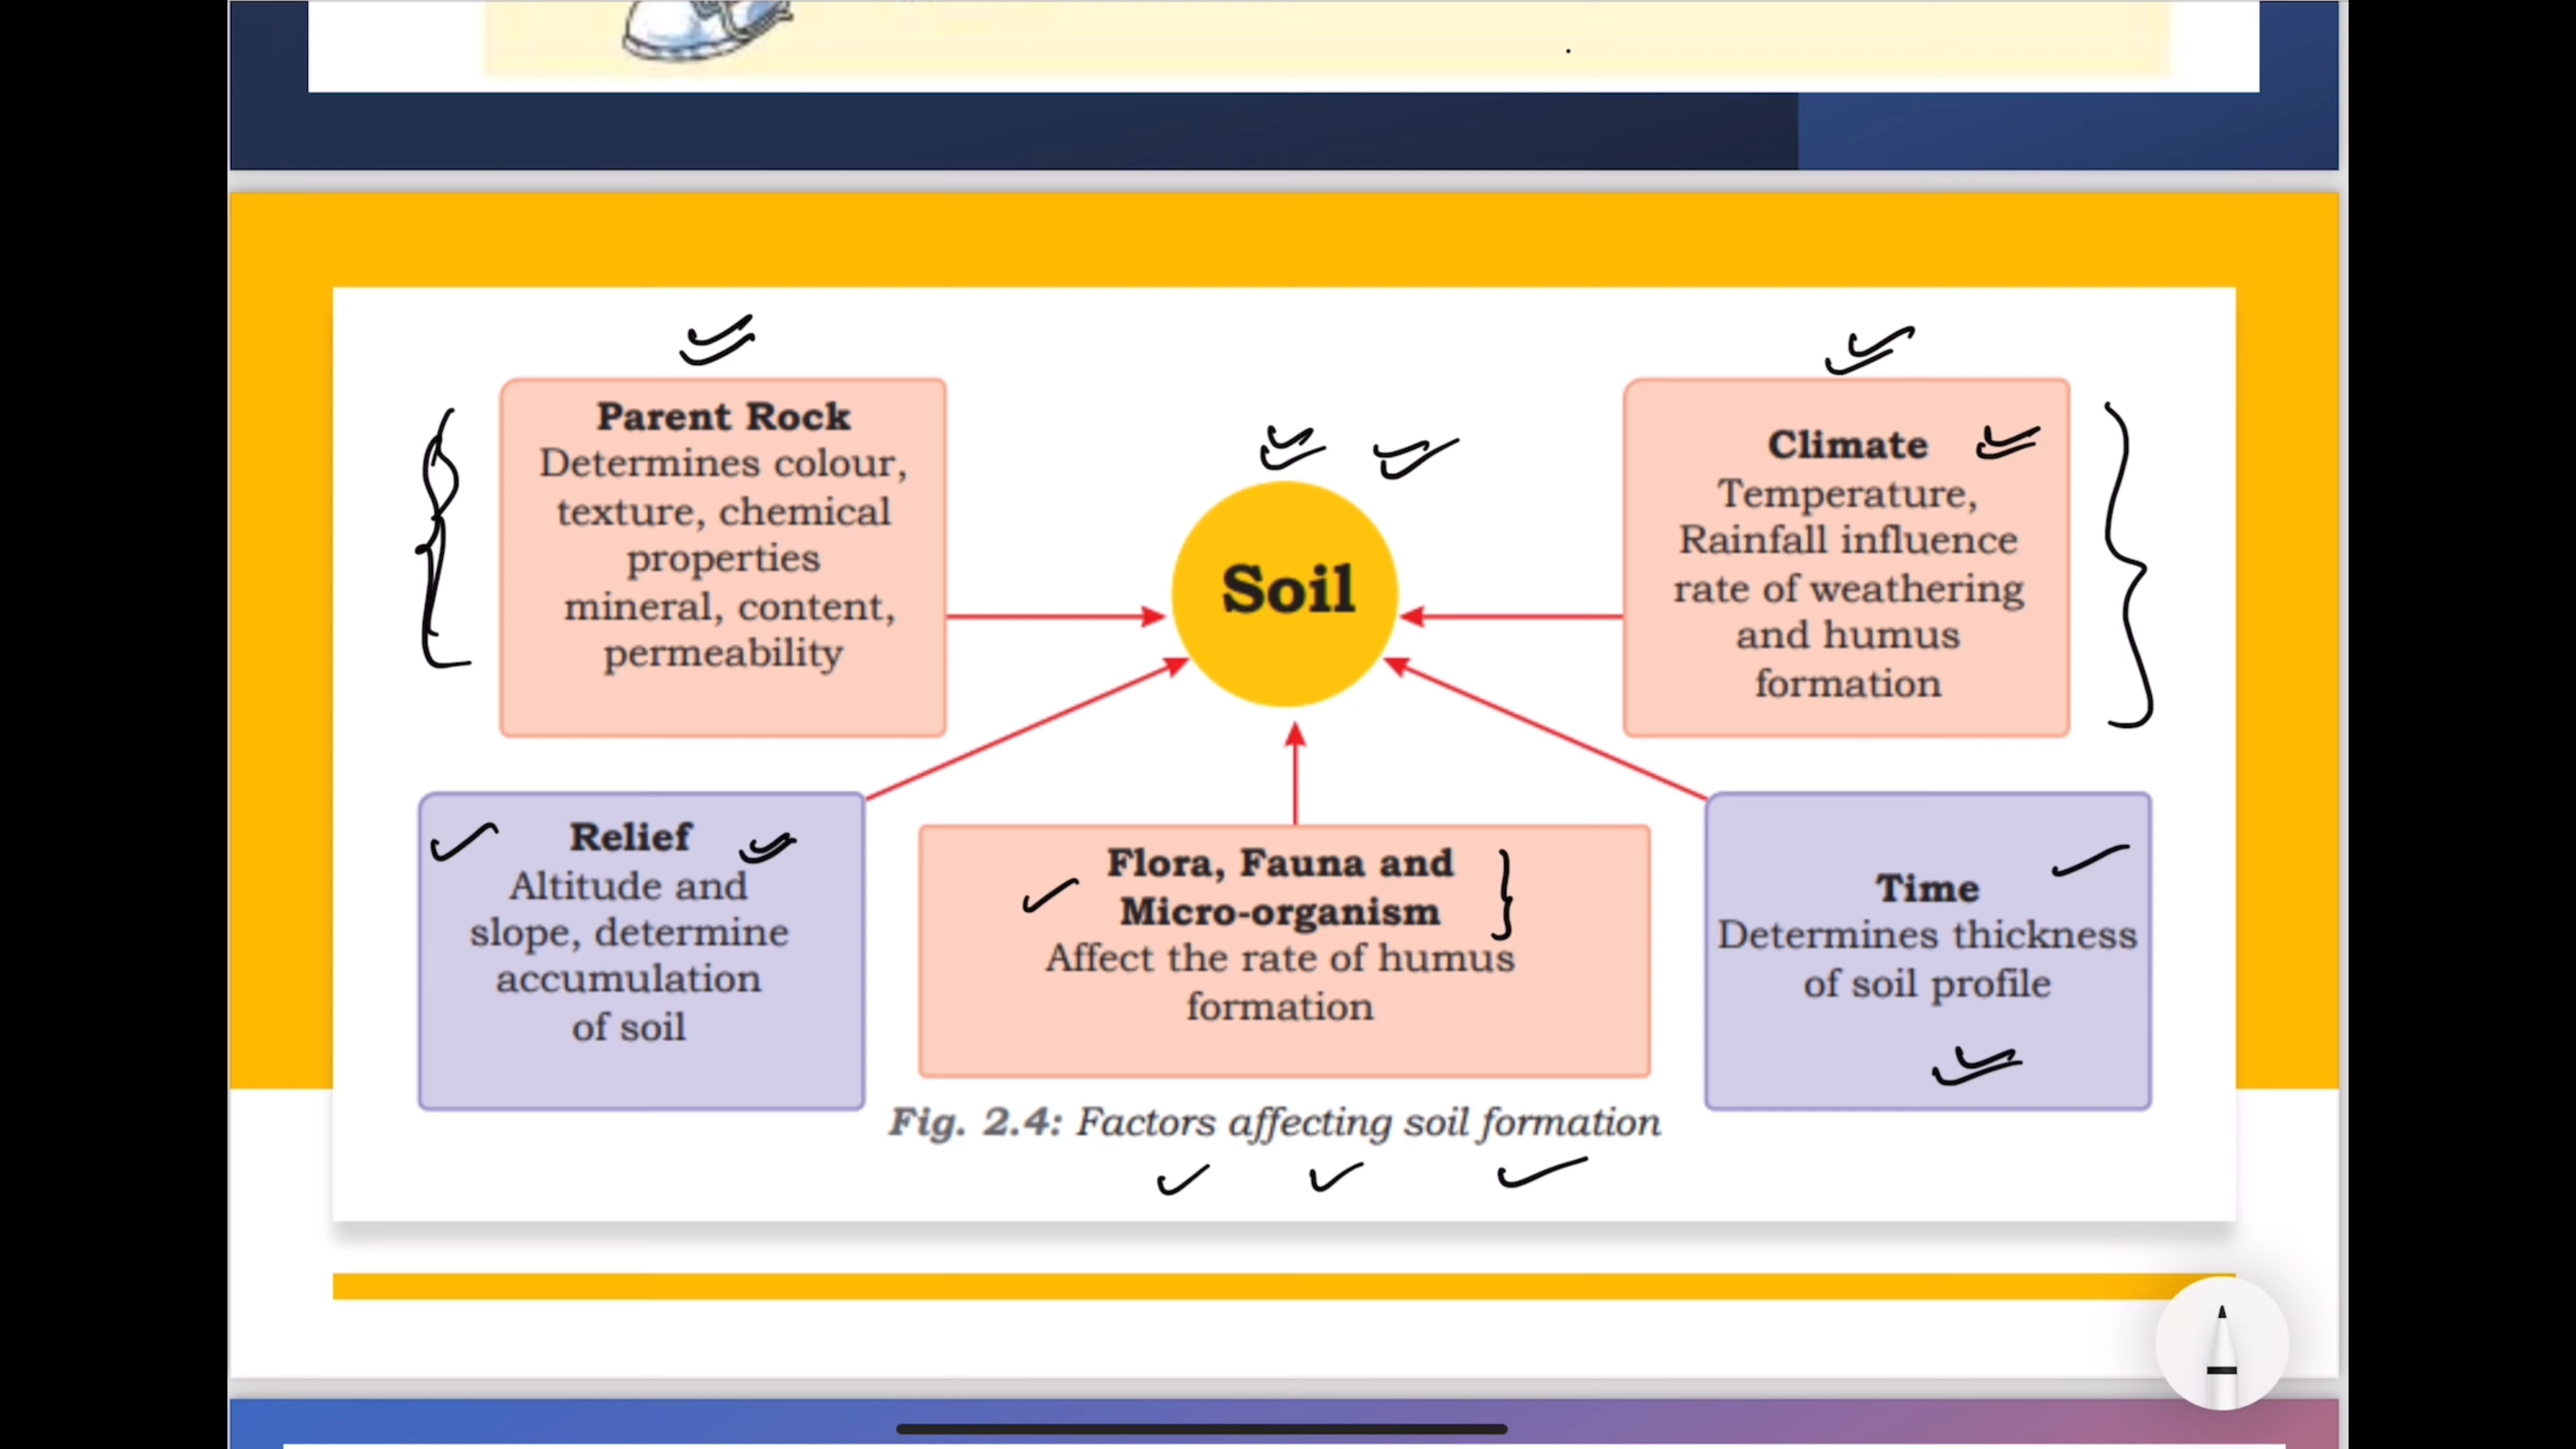 Parent Rock
Determines colour,
texture, chemical
properties
mineral, content,
permeability
Soil
Climate
Temperature,
Rainfall influence
rate of weathering
and humus
formation
Relief
Altitude and
slope, determine
accumulation
of soil
Flora, Fauna and
Micro-organism
Affect the rate of humus
formation
Time
Determines thickness
of soil profile
Fig. 2.4: Factors affecting soil formation